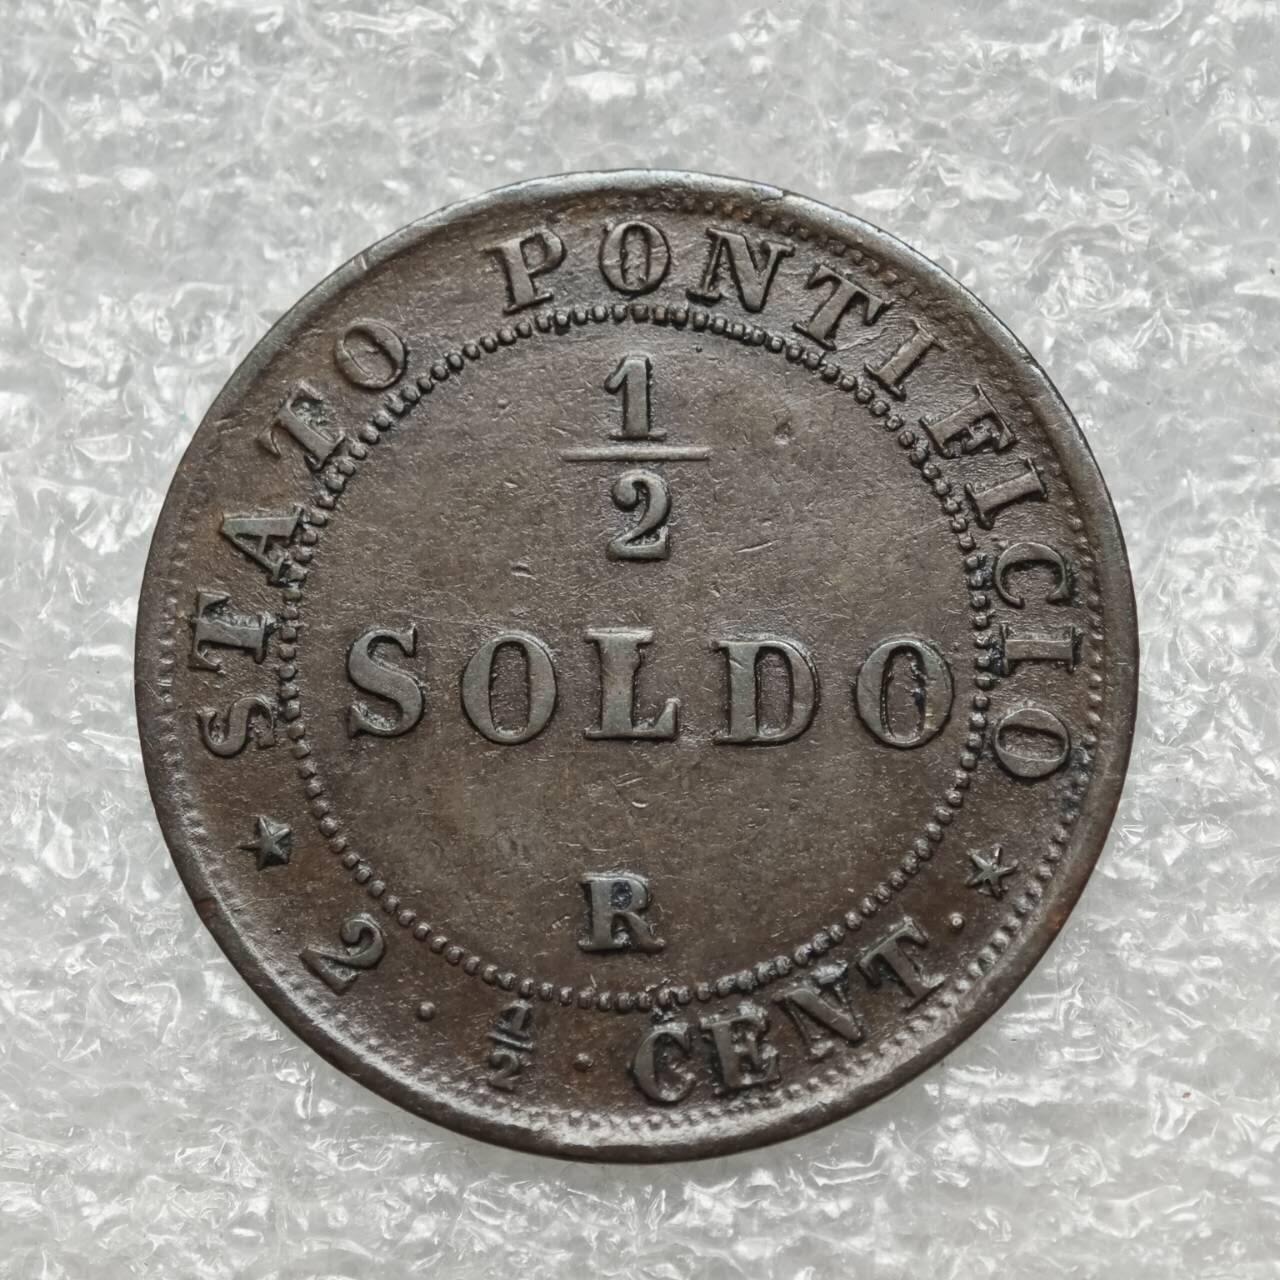 STATO PONTIFICIO
1/2
SOLDO
R
2 · 1/2 · CENT ·